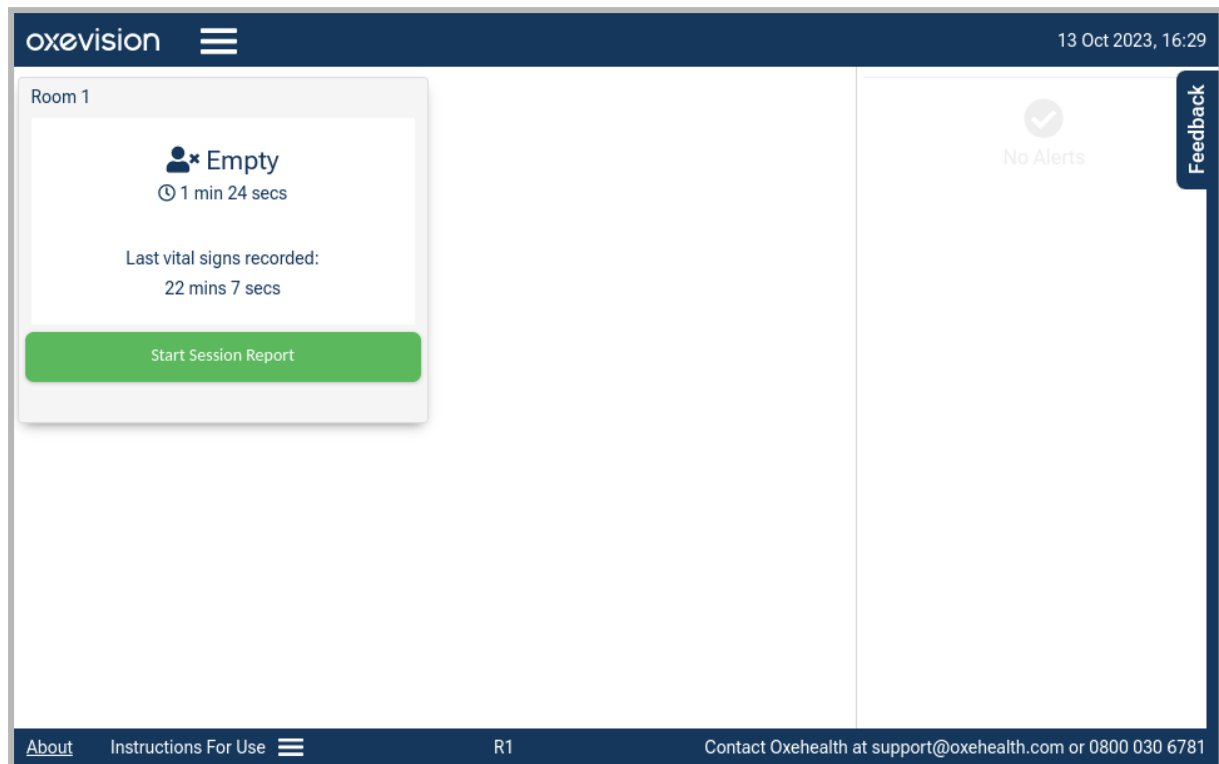 oxevision
13 Oct 2023, 16:29
Room 1
Empty
1 min 24 secs
Last vital signs recorded:
22 mins 7 secs
Start Session Report
No Alerts
Feedback
About Instructions For Use R1 Contact Oxehealth at support@oxehealth.com or 0800 030 6781